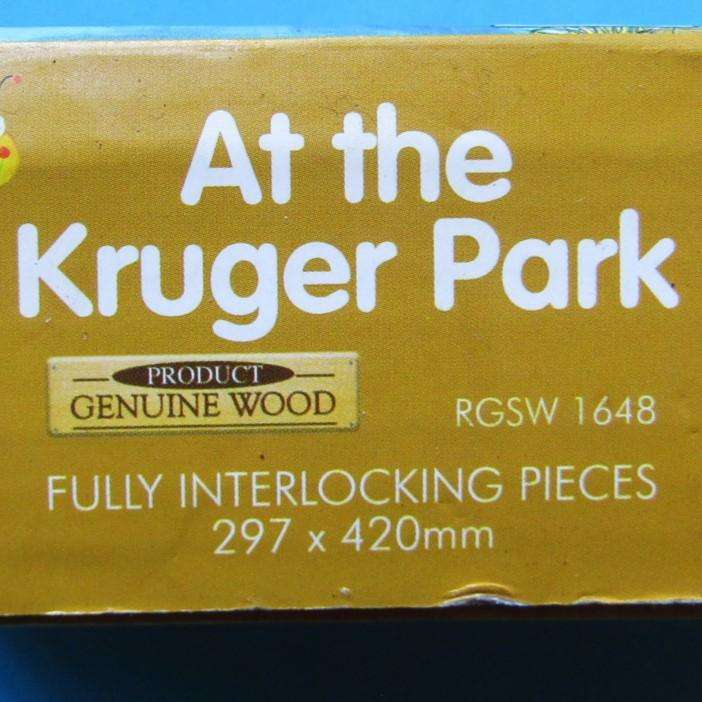 At the
Kruger Park
PRODUCT
GENUINE WOOD
RGSW 1648
FULLY INTERLOCKING PIECES
297 x 420mm